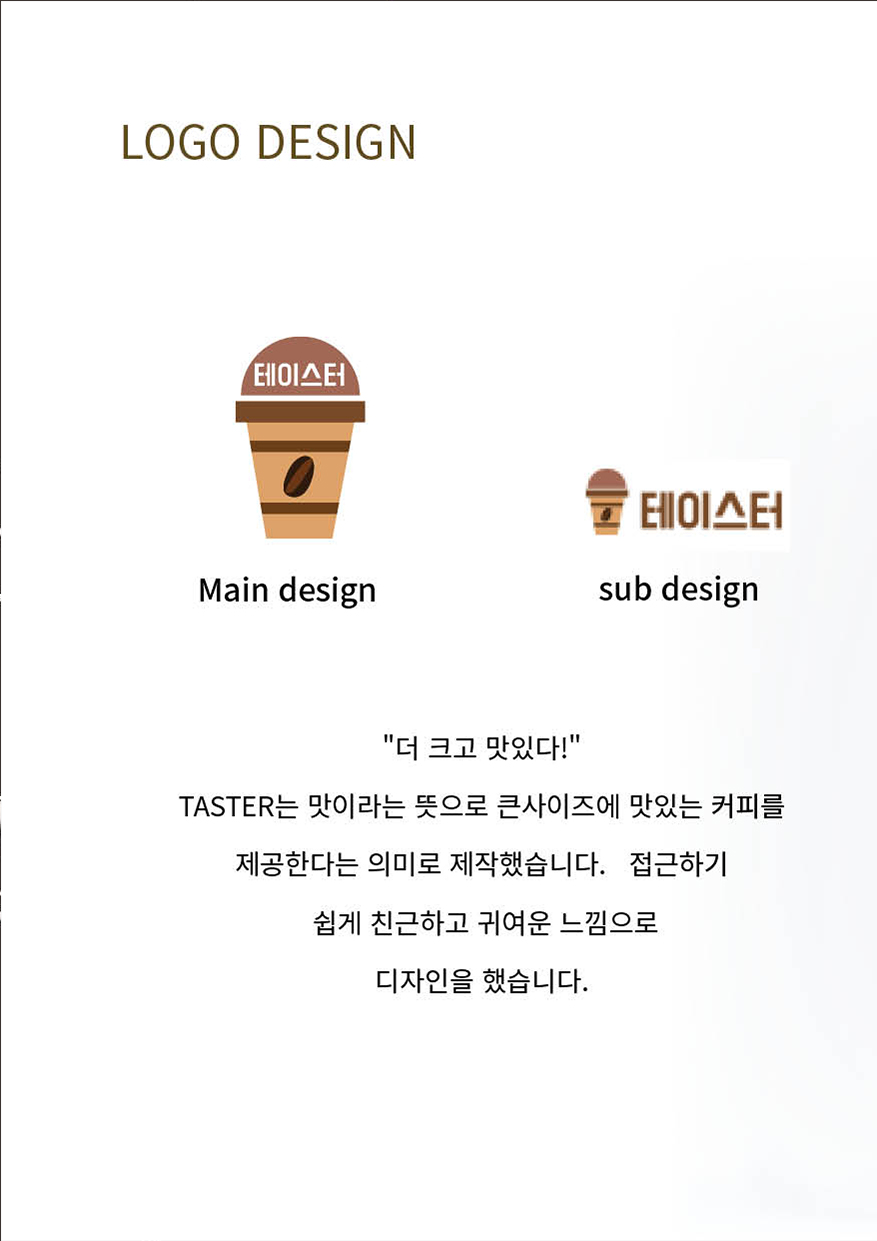 LOGO DESIGN
테이스터
테이스터
Main design
sub design
"더 크고 맛있다!"
TASTER는 맛이라는 뜻으로 큰사이즈에 맛있는 커피를
제공한다는 의미로 제작했습니다. 접근하기
쉽게 친근하고 귀여운 느낌으로
디자인을 했습니다.